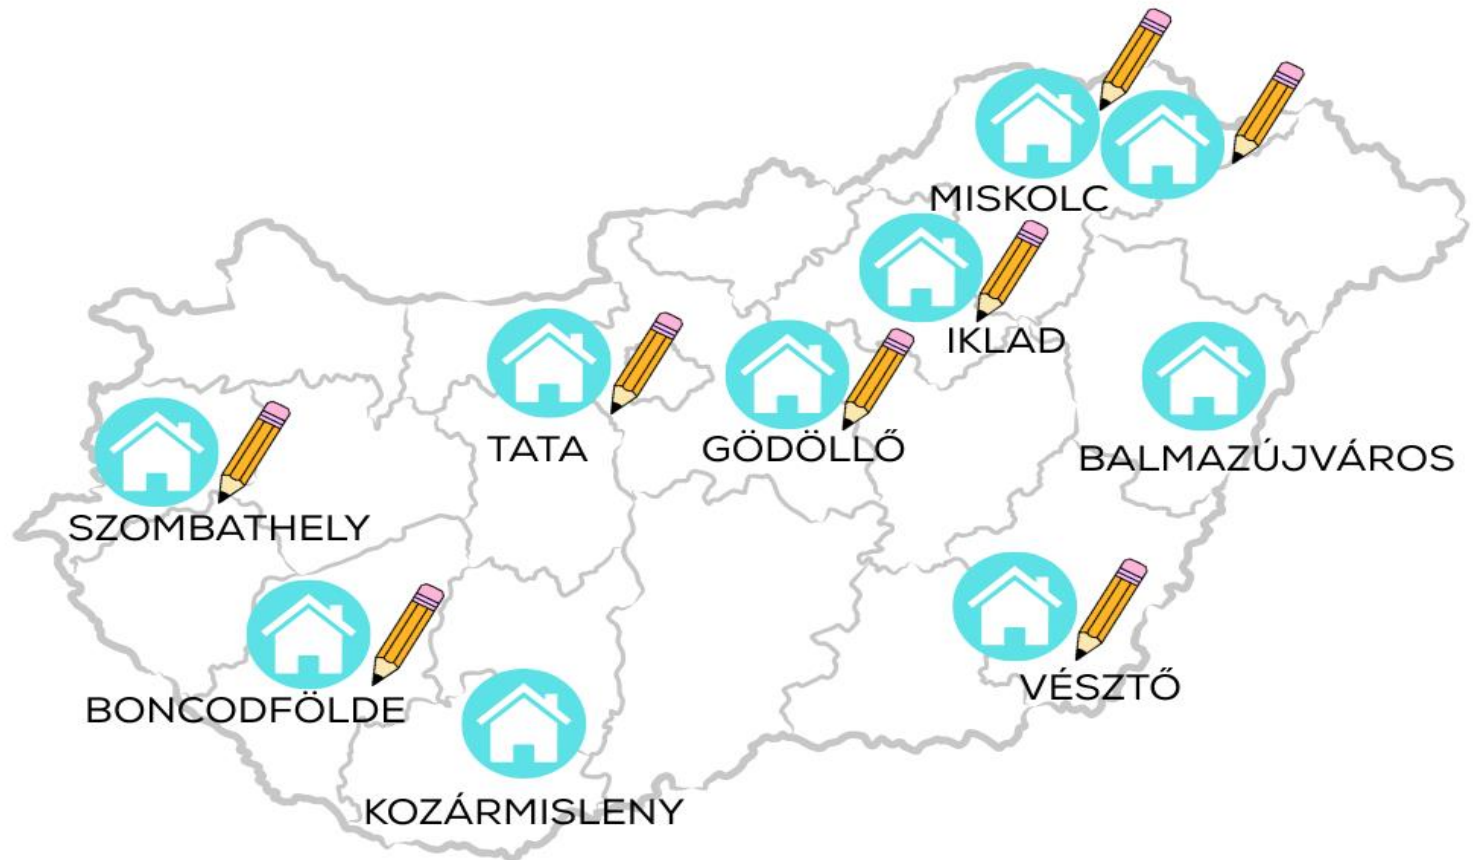 MISKOLC
IKLAD
TATA
GÖDÖLLŐ
BALMAZÚJVÁROS
SZOMBATHELY
VÉSZTŐ
BONCODFÖLDE
KOZÁRMISLENY